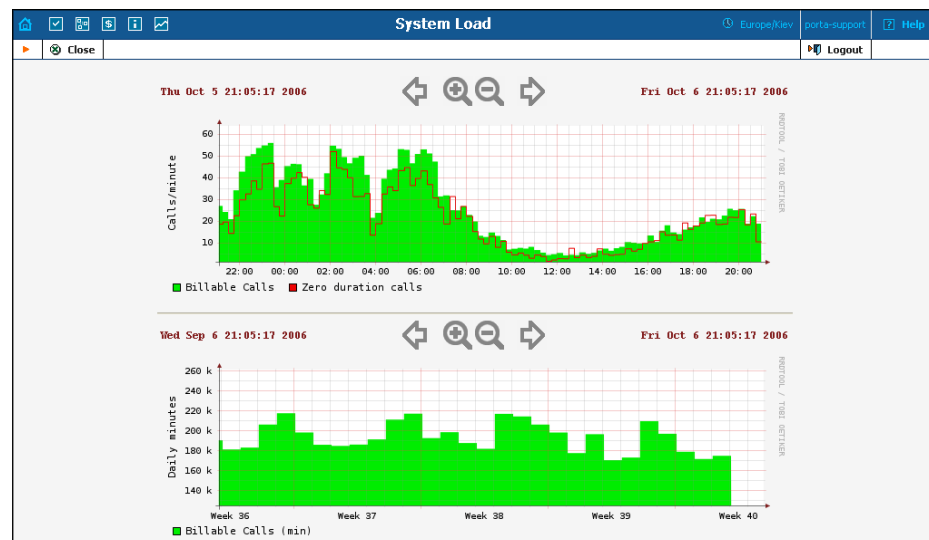 System Load
Europe/Kiev
porta-support
Help
Close
Logout
Thu Oct 5 21:05:17 2006
Fri Oct 6 21:05:17 2006
RRDTOOL / TOBI OETIKER
Calls/minute
60
50
40
30
20
10
22:00 00:00 02:00 04:00 06:00 08:00 10:00 12:00 14:00 16:00 18:00 20:00
Billable Calls Zero duration calls
Wed Sep 6 21:05:17 2006
Fri Oct 6 21:05:17 2006
RRDTOOL / TOBI OETIKER
Daily minutes
260 k
240 k
220 k
200 k
180 k
160 k
140 k
Week 36 Week 37 Week 38 Week 39 Week 40
Billable Calls (min)